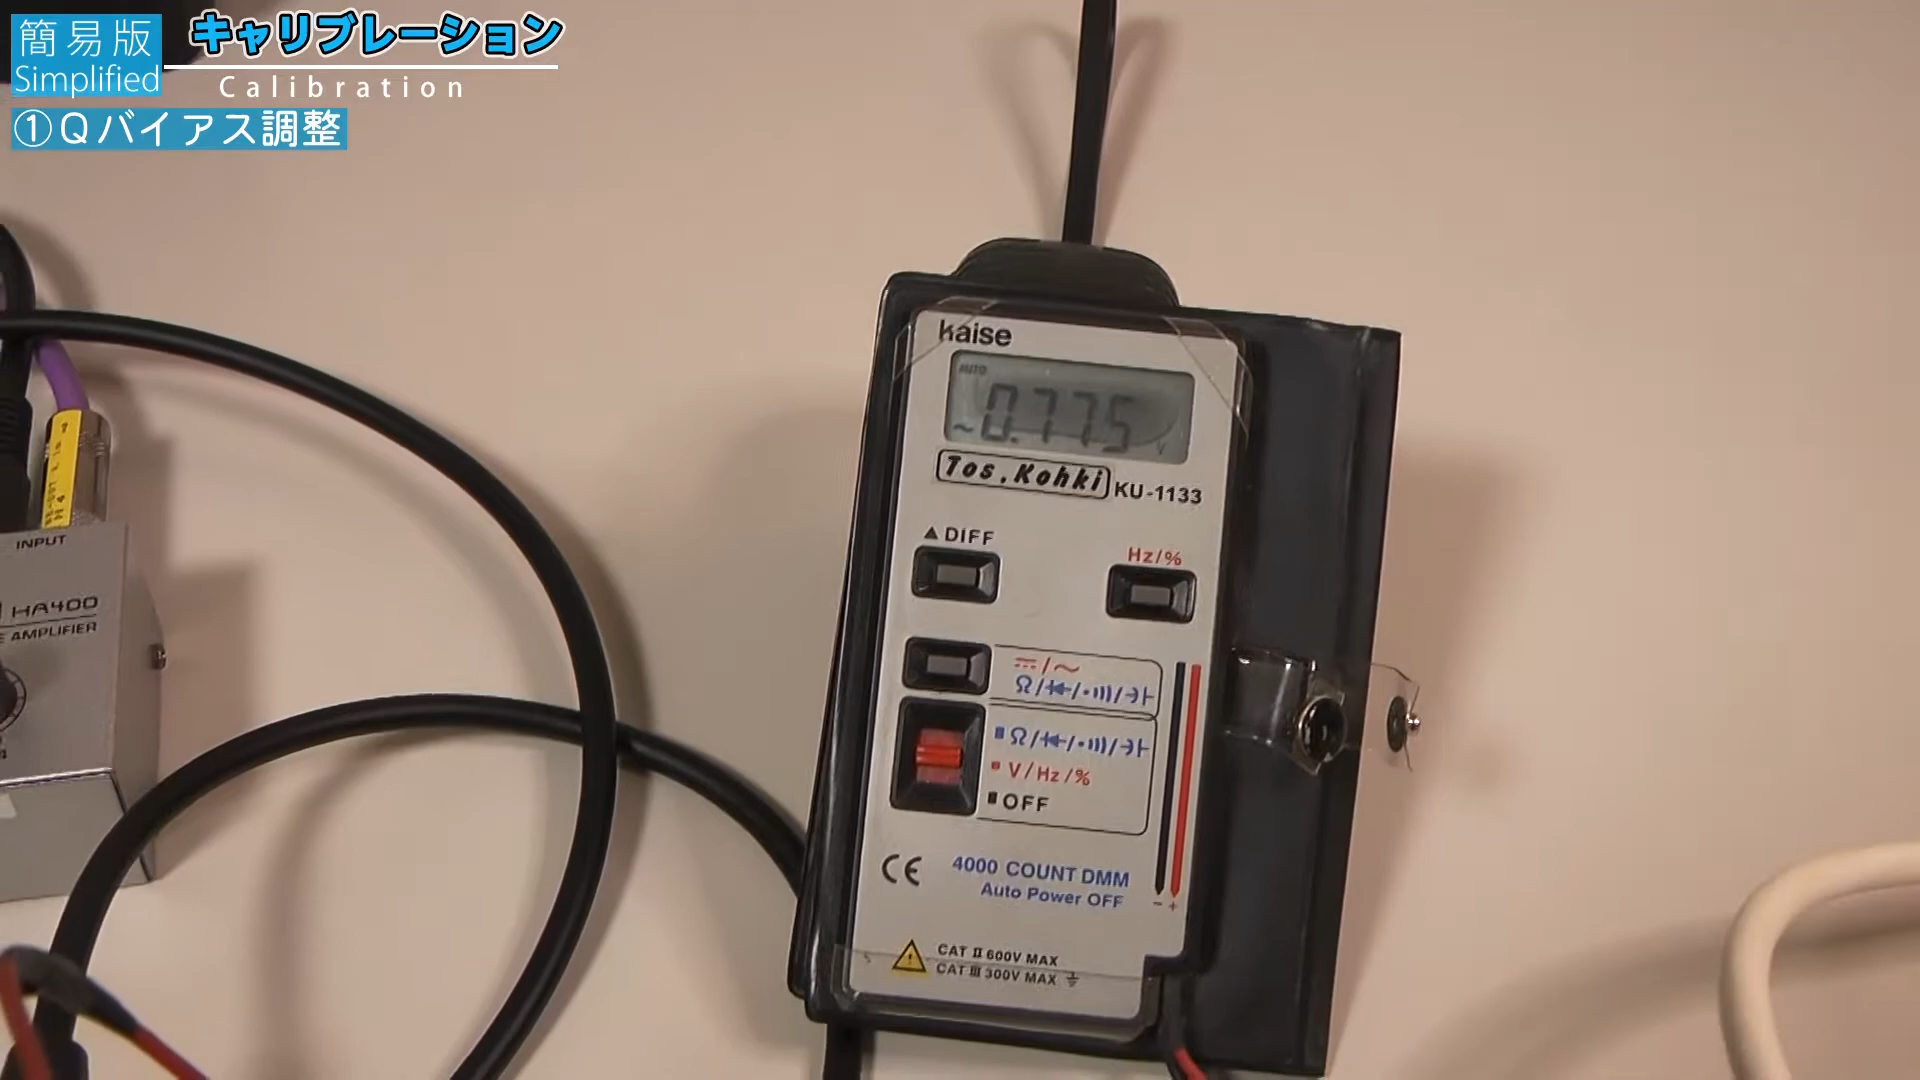 簡易版
Simplified
キャリブレーション
Calibration
①Qバイアス調整
kaise
AUTO
~0.775 V
Tos.Kohki KU-1133
▲DIFF
Hz/%
Ω
V/Hz/%
OFF
CE
4000 COUNT DMM
Auto Power OFF
- +
CAT II 600V MAX
CAT III 300V MAX
INPUT
HA400
AMPLIFIER